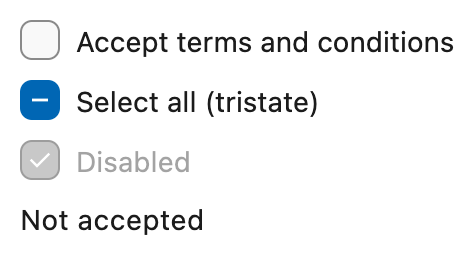 Accept terms and conditions
Select all (tristate)
Disabled
Not accepted